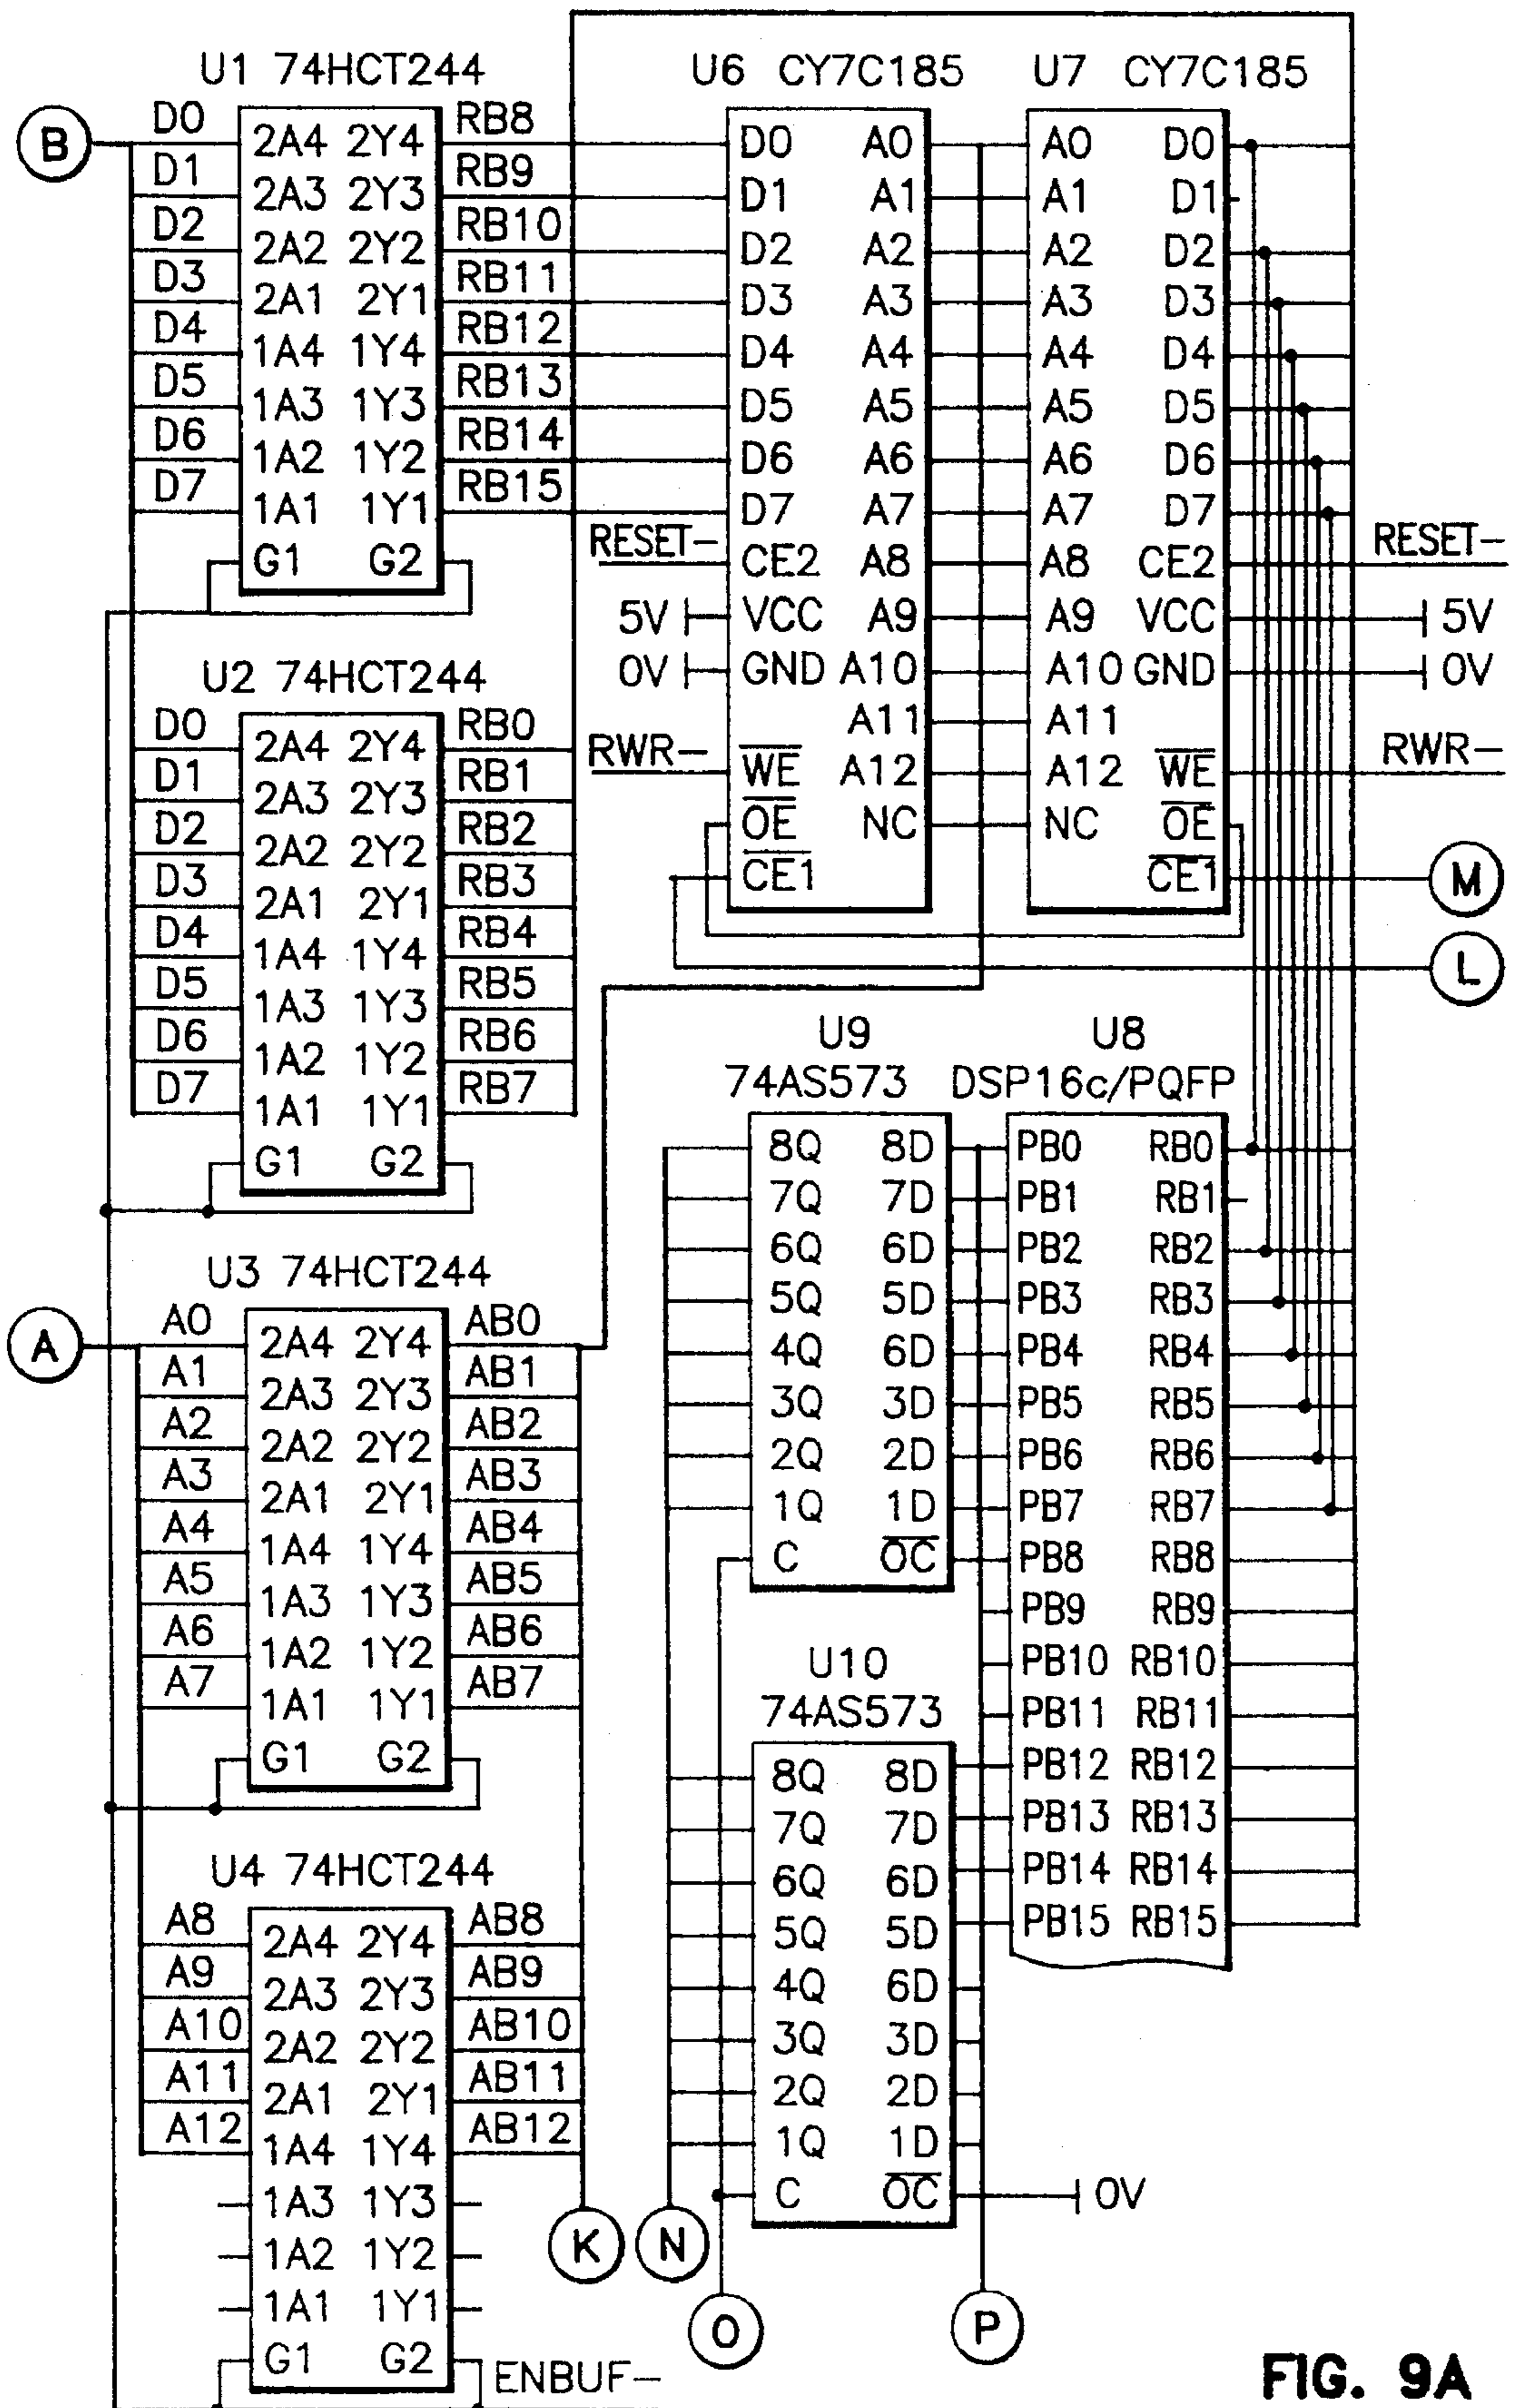 U1 74HCT244
U6 CY7C185
U7 CY7C185
B
D0 2A4 2Y4 RB8
D1 2A3 2Y3 RB9
D2 2A2 2Y2 RB10
D3 2A1 2Y1 RB11
D4 1A4 1Y4 RB12
D5 1A3 1Y3 RB13
D6 1A2 1Y2 RB14
D7 1A1 1Y1 RB15
G1 G2
D0 A0 A0 D0
D1 A1 A1 D1
D2 A2 A2 D2
D3 A3 A3 D3
D4 A4 A4 D4
D5 A5 A5 D5
D6 A6 A6 D6
D7 A7 A7 D7
RESET- CE2 A8 A8 CE2 RESET-
5V VCC A9 A9 VCC 5V
0V GND A10 A10 GND 0V
A11 A11
RWR- WE A12 A12 WE RWR-
OE NC NC OE
CE1 CE1 M
L
U2 74HCT244
D0 2A4 2Y4 RB0
D1 2A3 2Y3 RB1
D2 2A2 2Y2 RB2
D3 2A1 2Y1 RB3
D4 1A4 1Y4 RB4
D5 1A3 1Y3 RB5
D6 1A2 1Y2 RB6
D7 1A1 1Y1 RB7
G1 G2
U9
74AS573
U8
DSP16c/PQFP
8Q 8D PB0 RB0
7Q 7D PB1 RB1
6Q 6D PB2 RB2
5Q 5D PB3 RB3
4Q 6D PB4 RB4
3Q 3D PB5 RB5
2Q 2D PB6 RB6
1Q 1D PB7 RB7
C OC PB8 RB8
PB9 RB9
PB10 RB10
PB11 RB11
PB12 RB12
PB13 RB13
PB14 RB14
PB15 RB15
U3 74HCT244
A
A0 2A4 2Y4 AB0
A1 2A3 2Y3 AB1
A2 2A2 2Y2 AB2
A3 2A1 2Y1 AB3
A4 1A4 1Y4 AB4
A5 1A3 1Y3 AB5
A6 1A2 1Y2 AB6
A7 1A1 1Y1 AB7
G1 G2
U10
74AS573
8Q 8D
7Q 7D
6Q 6D
5Q 5D
4Q 6D
3Q 3D
2Q 2D
1Q 1D
C OC 0V
U4 74HCT244
A8 2A4 2Y4 AB8
A9 2A3 2Y3 AB9
A10 2A2 2Y2 AB10
A11 2A1 2Y1 AB11
A12 1A4 1Y4 AB12
1A3 1Y3
1A2 1Y2
1A1 1Y1
G1 G2 ENBUF-
K N
O P
FIG. 9A